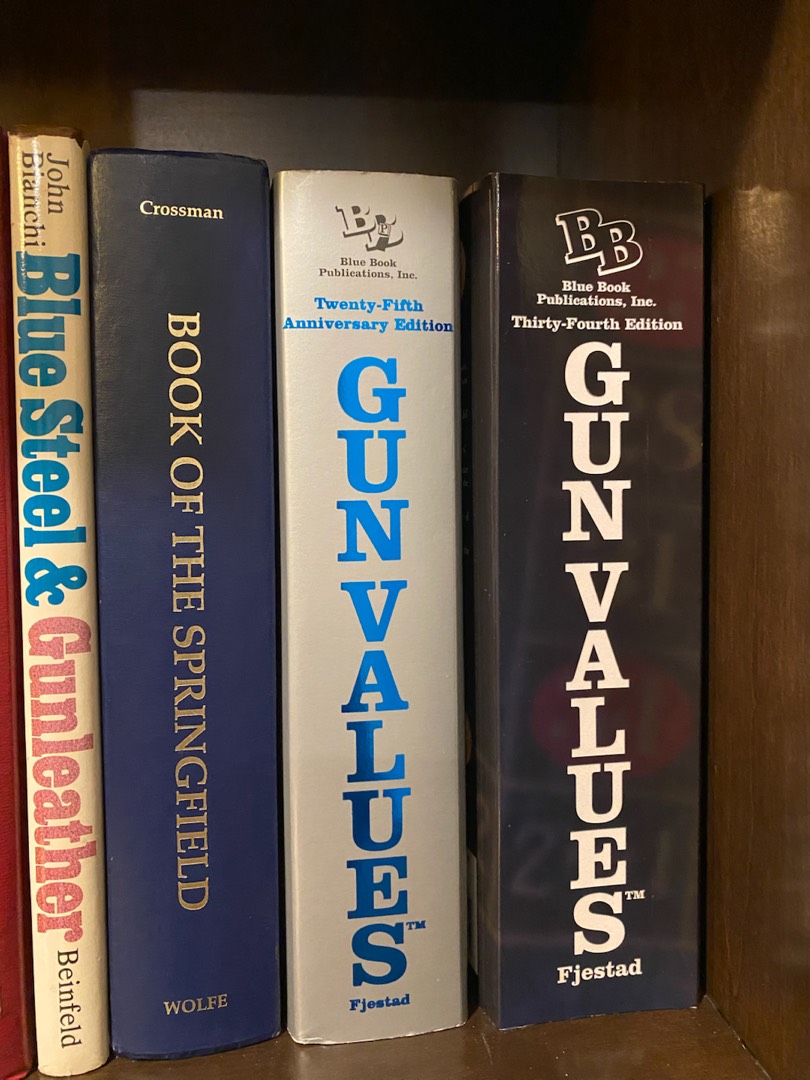 John
Bianchi
Blue Steel & Gunleather
Beinfeld
Crossman
BOOK OF THE SPRINGFIELD
WOLFE
BBP
Blue Book
Publications, Inc.
Twenty-Fifth
Anniversary Edition
GUN VALUES™
Fjestad
BB
Blue Book
Publications, Inc.
Thirty-Fourth Edition
GUN VALUES™
Fjestad